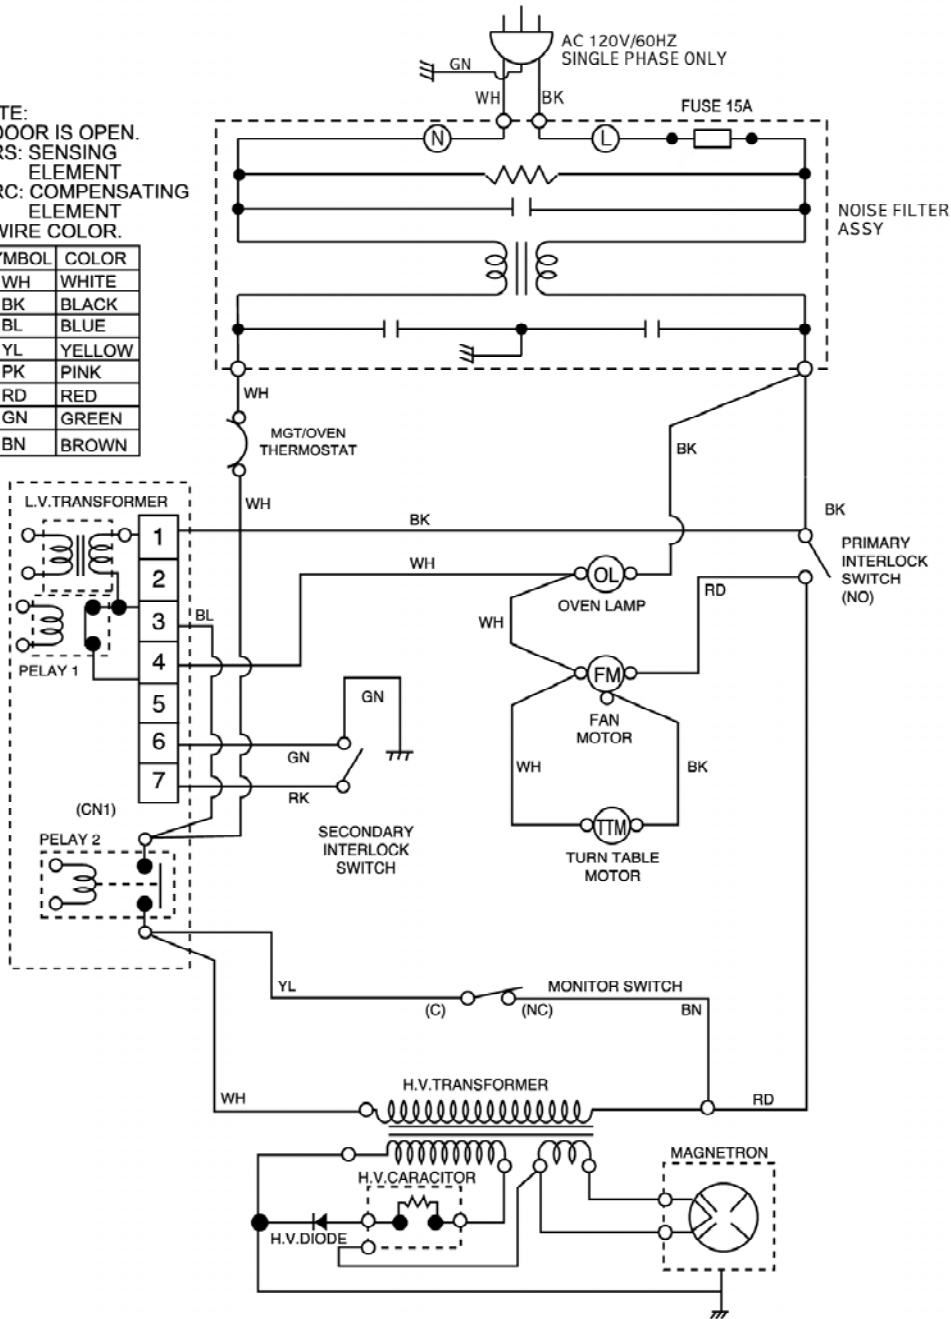 AC 120V/60HZ
SINGLE PHASE ONLY
GN
WH
BK
FUSE 15A
N
L
TE:
DOOR IS OPEN.
RS: SENSING
ELEMENT
RC: COMPENSATING
ELEMENT
WIRE COLOR.
NOISE FILTER
ASSY
YMBOL COLOR
WH WHITE
BK BLACK
BL BLUE
YL YELLOW
PK PINK
RD RED
GN GREEN
BN BROWN
WH
MGT/OVEN
THERMOSTAT
BK
WH
L.V.TRANSFORMER
BK
BK
1
PRIMARY
INTERLOCK
SWITCH
(NO)
2
WH
OL
OVEN LAMP
RD
3
BL
WH
4
PELAY 1
FM
FAN
MOTOR
5
GN
6
GN
7
RK
WH
BK
(CN1)
PELAY 2
SECONDARY
INTERLOCK
SWITCH
TTM
TURN TABLE
MOTOR
YL
(C)
MONITOR SWITCH
(NC)
BN
H.V.TRANSFORMER
WH
RD
MAGNETRON
H.V.CARACITOR
H.V.DIODE